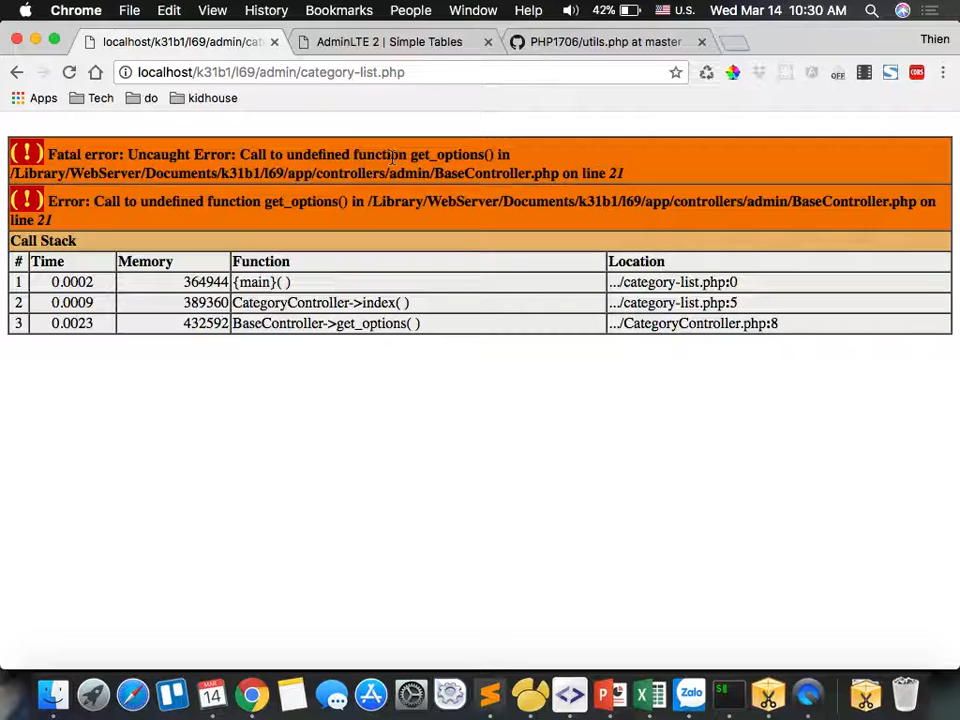 Chrome File Edit View History Bookmarks People Window Help 42% U.S. Wed Mar 14 10:30 AM
localhost/k31b1/l69/admin/cate AdminLTE 2 | Simple Tables PHP1706/utils.py at master Thien
localhost/k31b1/l69/admin/category-list.php OFF CORS
Apps Tech do kidhouse
( ! ) Fatal error: Uncaught Error: Call to undefined function get_options() in
/Library/WebServer/Documents/k31b1/l69/app/controllers/admin/BaseController.php on line 21
( ! ) Error: Call to undefined function get_options() in /Library/WebServer/Documents/k31b1/l69/app/controllers/admin/BaseController.php on
line 21
Call Stack
# Time Memory Function Location
1 0.0002 364944 {main}( ) .../category-list.php:0
2 0.0009 389360 CategoryController->index( ) .../category-list.php:5
3 0.0023 432592 BaseController->get_options( ) .../CategoryController.php:8
MAR
14 Zalo